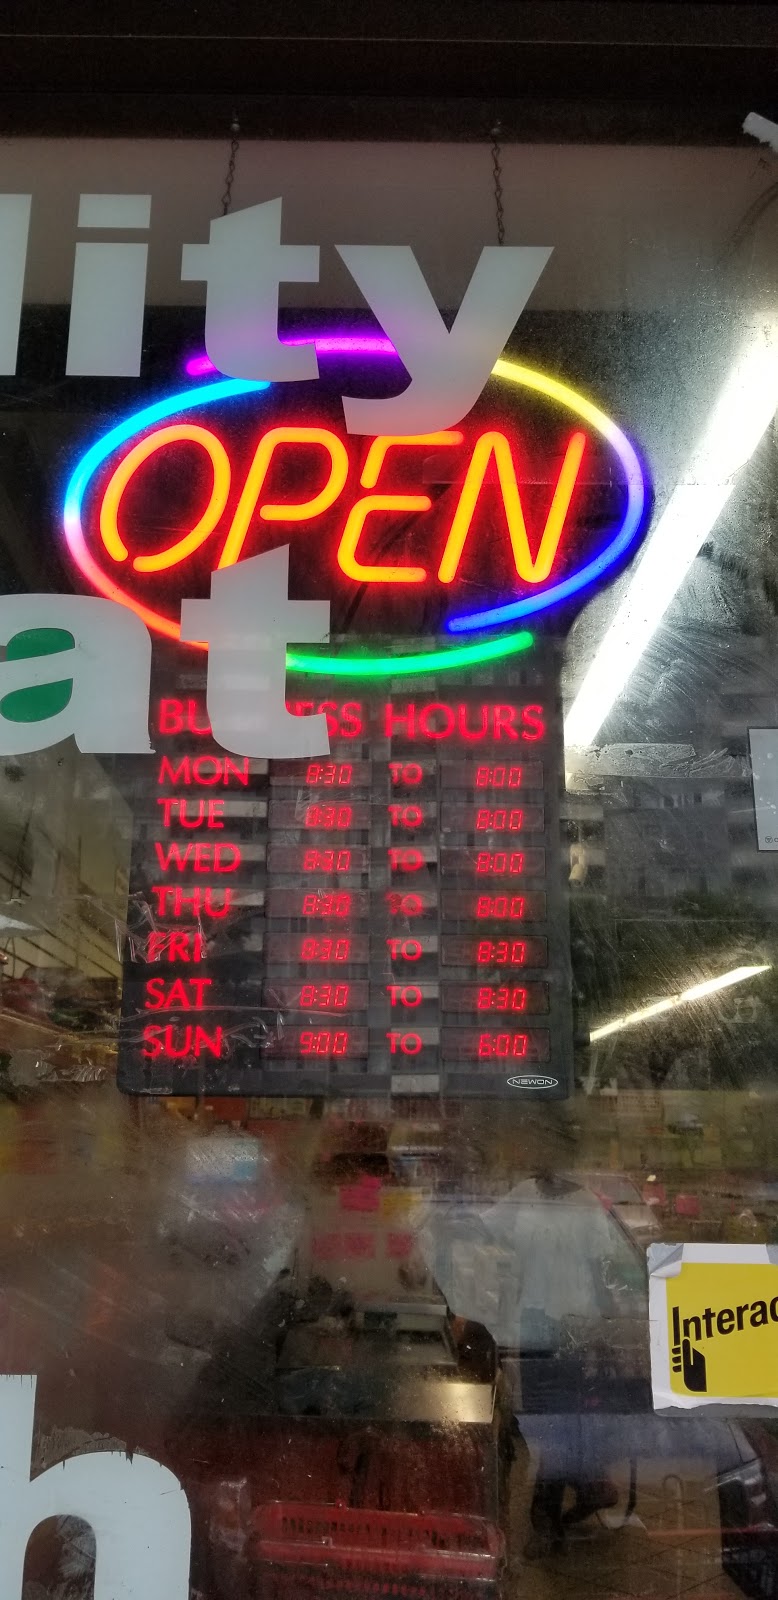 lity
OPEN
at
BUSINESS HOURS
MON 8:30 TO 8:00
TUE 8:30 TO 8:00
WED 8:30 TO 8:00
THU 8:30 TO 8:00
FRI 8:30 TO 8:30
SAT 8:30 TO 8:30
SUN 9:00 TO 6:00
NEWON
Interac
h